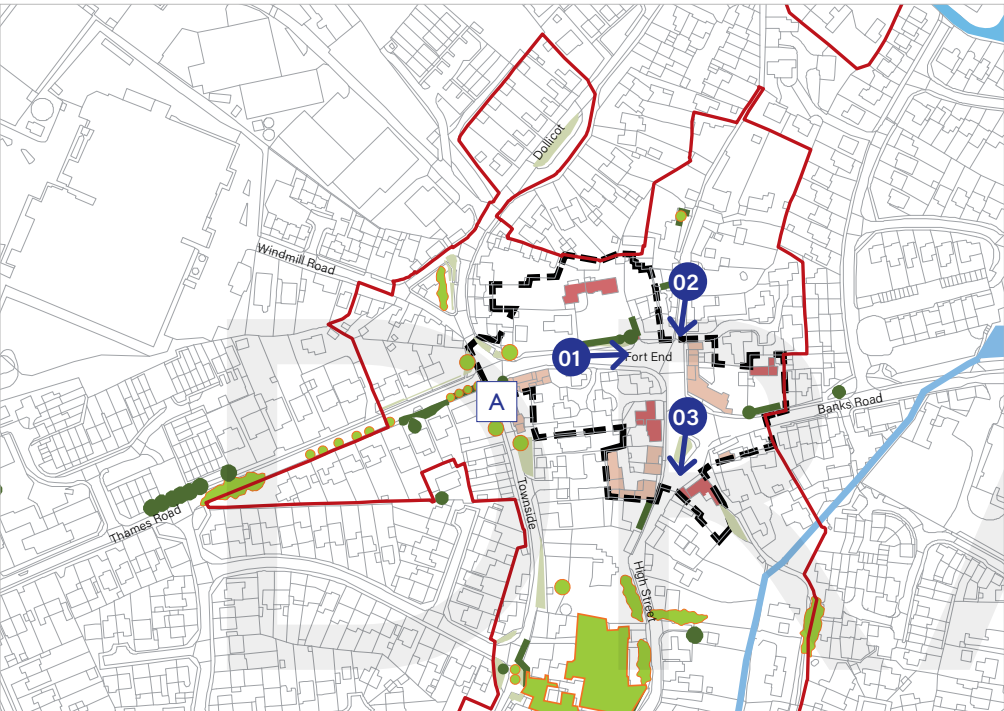 Dollicot
Windmill Road
02
01
Fort End
A
Banks Road
03
Townside
Thames Road
High Street